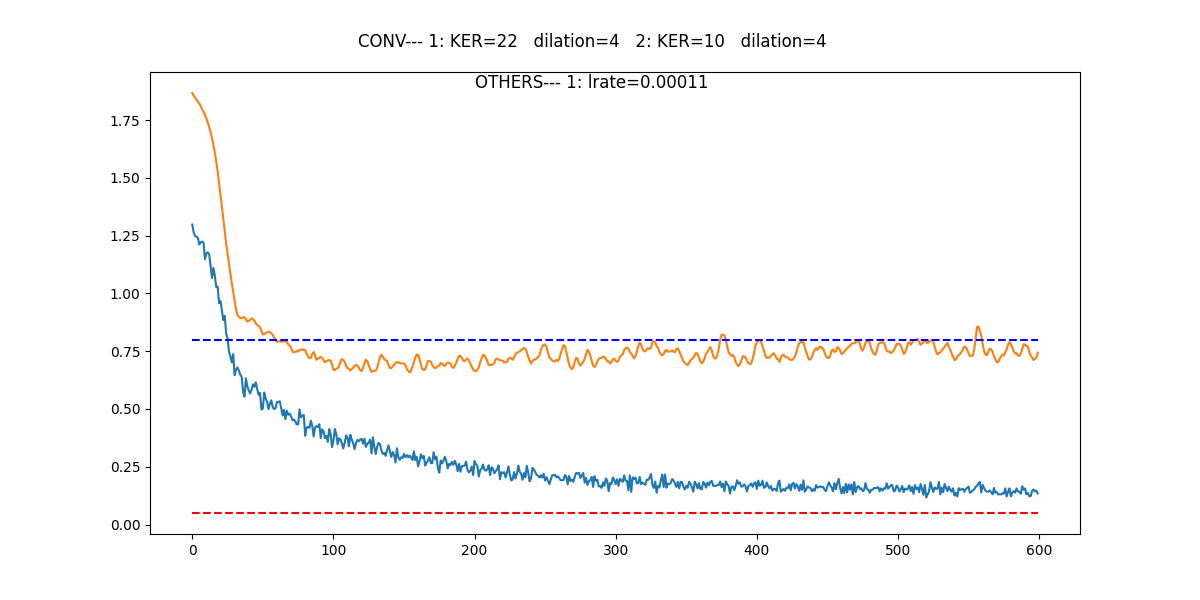 CONV--- 1: KER=22   dilation=4   2: KER=10   dilation=4
OTHERS--- 1: lrate=0.00011
1.75
1.50
1.25
1.00
0.75
0.50
0.25
0.00
0 100 200 300 400 500 600